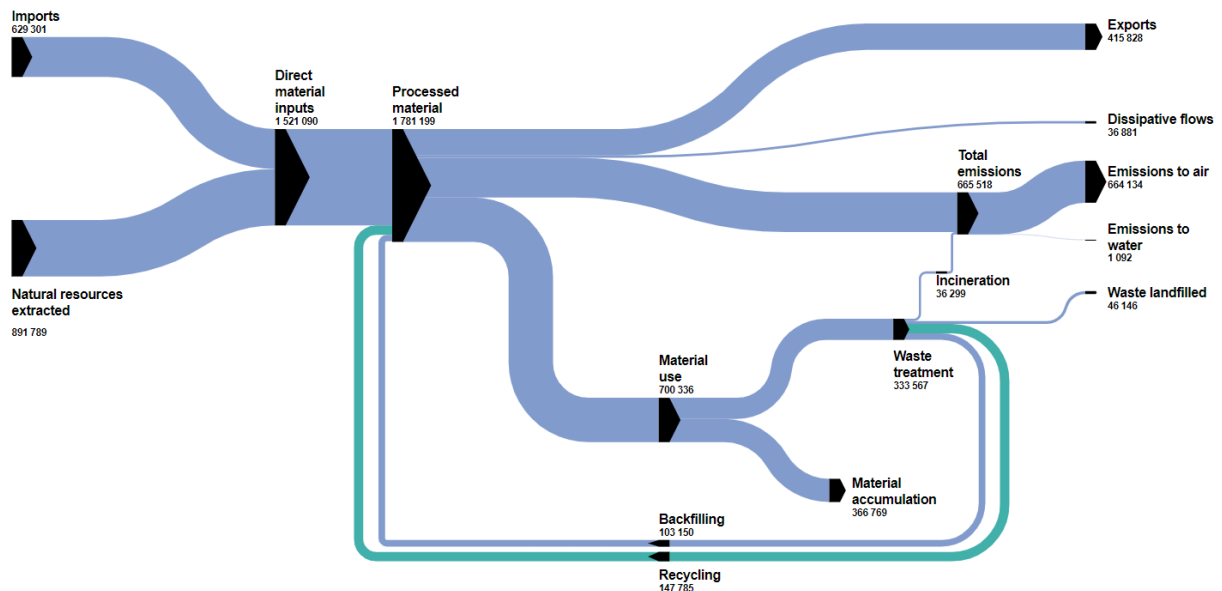 Imports
629 301
Exports
415 828
Direct
material
inputs
1 521 090
Processed
material
1 781 199
Dissipative flows
36 881
Total
emissions
665 518
Emissions to air
664 134
Emissions to
water
1 092
Incineration
36 299
Waste landfilled
46 146
Natural resources
extracted
891 789
Material
use
700 336
Waste
treatment
333 567
Material
accumulation
366 769
Backfilling
103 150
Recycling
147 785